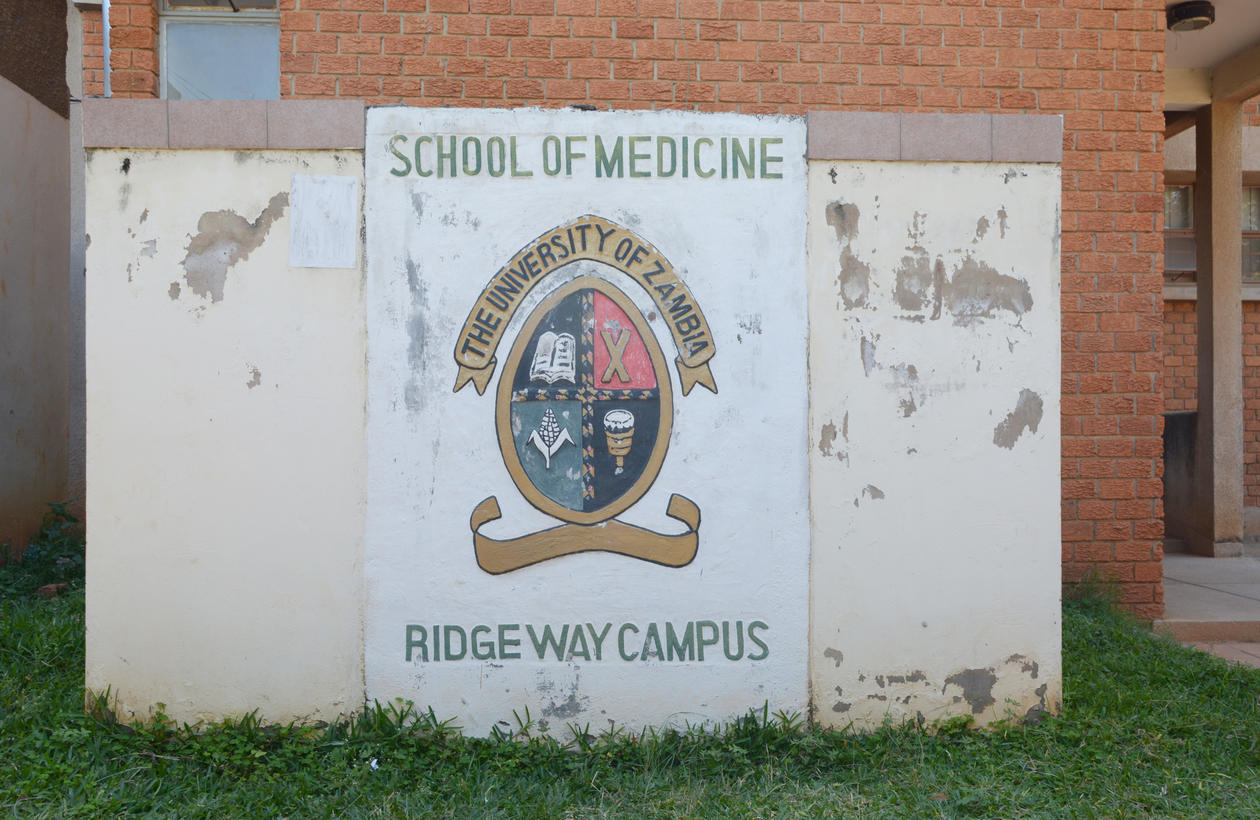 SCHOOL OF MEDICINE
THE UNIVERSITY OF ZAMBIA
RIDGEWAY CAMPUS